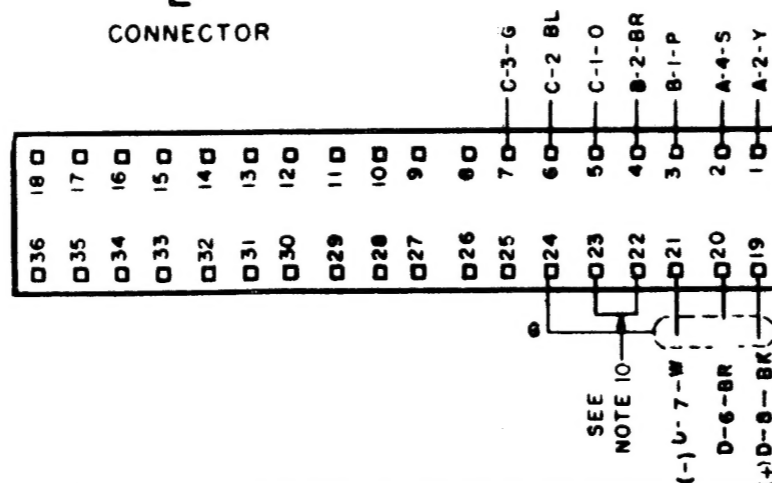 CONNECTOR
C-3-G
C-2 BL
C-1-O
B-2-BR
B-1-P
A-4-S
A-2-Y
18 17 16 15 14 13 12 11 10 9 8 7 6 5 4 3 2 1
36 35 34 33 32 31 30 29 28 27 26 25 24 23 22 21 20 19
G
SEE
NOTE 10
(-) -7-W
D-6-BR
(+)D-8-BK